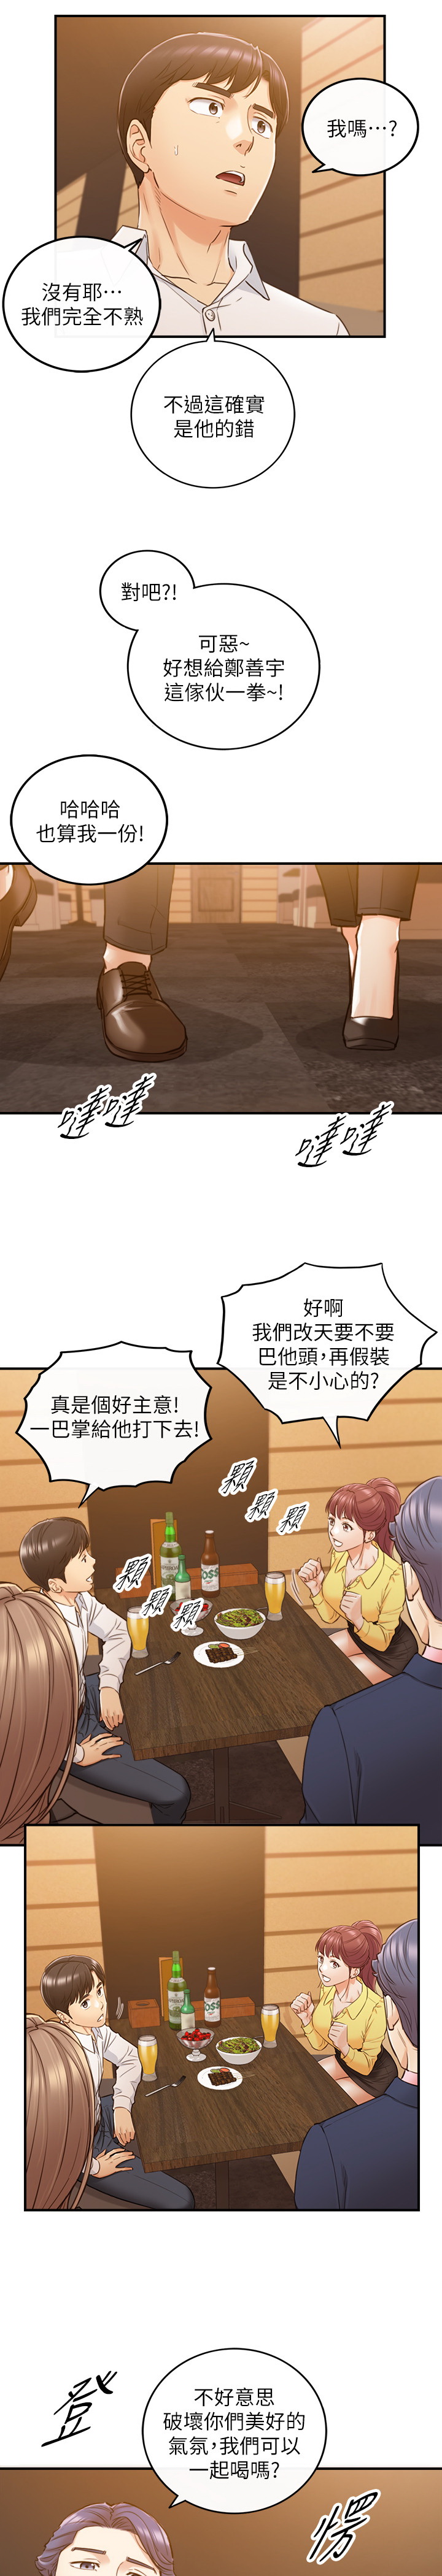 我嗎…?
沒有耶…
我們完全不熟
不過這確實
是他的錯
對吧?!
可惡~
好想給鄭善宇
這傢伙一拳~!
哈哈哈
也算我一份!
噠噠
噠噠
好啊
我們改天要不要
巴他頭,再假裝
是不小心的?
真是個好主意!
一巴掌給他打下去!
顆
顆
顆
顆
顆
顆
登
不好意思
破壞你們美好的
氣氛,我們可以
一起喝嗎?
愣